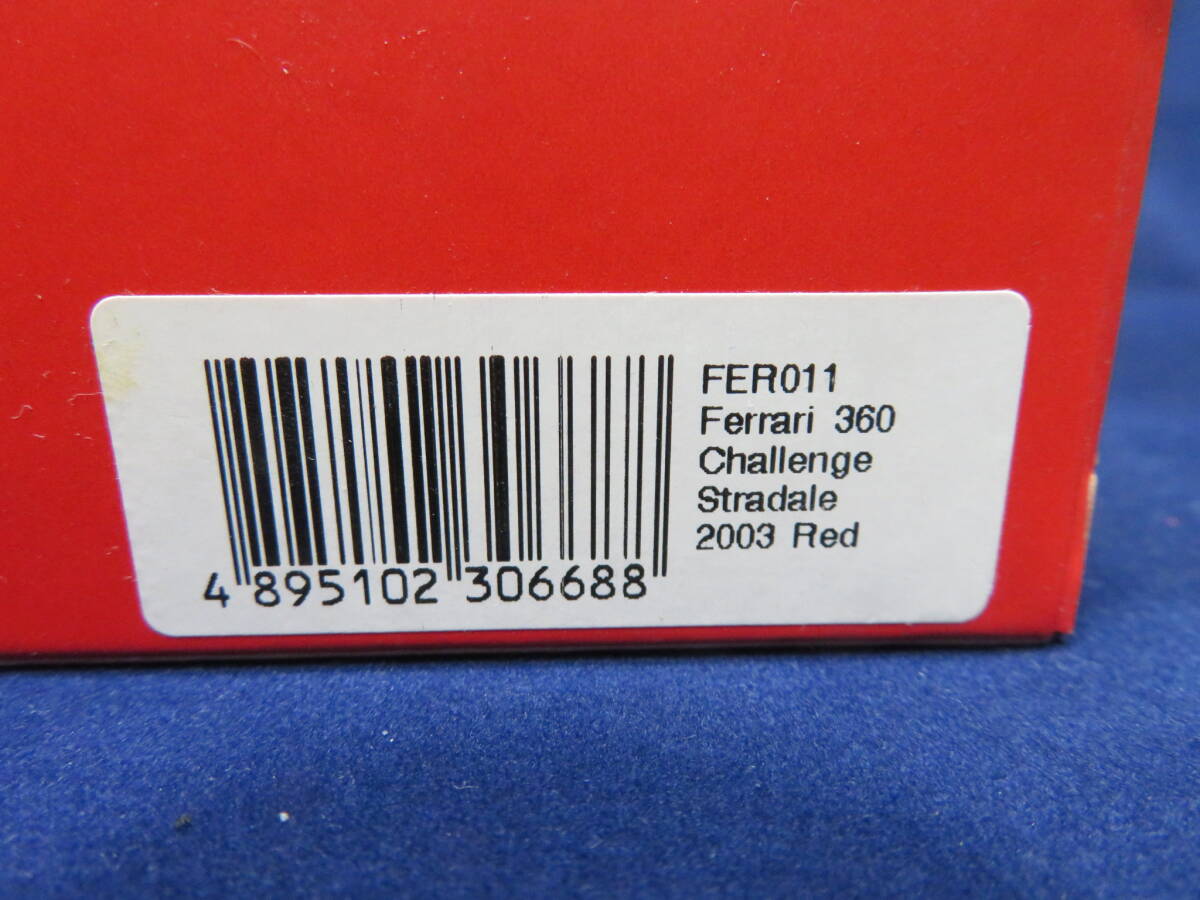 FER011
Ferrari 360
Challenge
Stradale
2003 Red
4 895102 306688